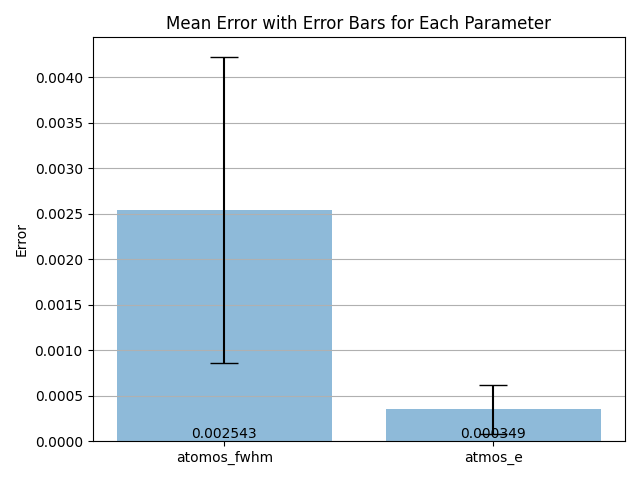 Mean Error with Error Bars for Each Parameter
Error
0.0040
0.0035
0.0030
0.0025
0.0020
0.0015
0.0010
0.0005
0.0000
0.002543
0.000349
atomos_fwhm
atmos_e